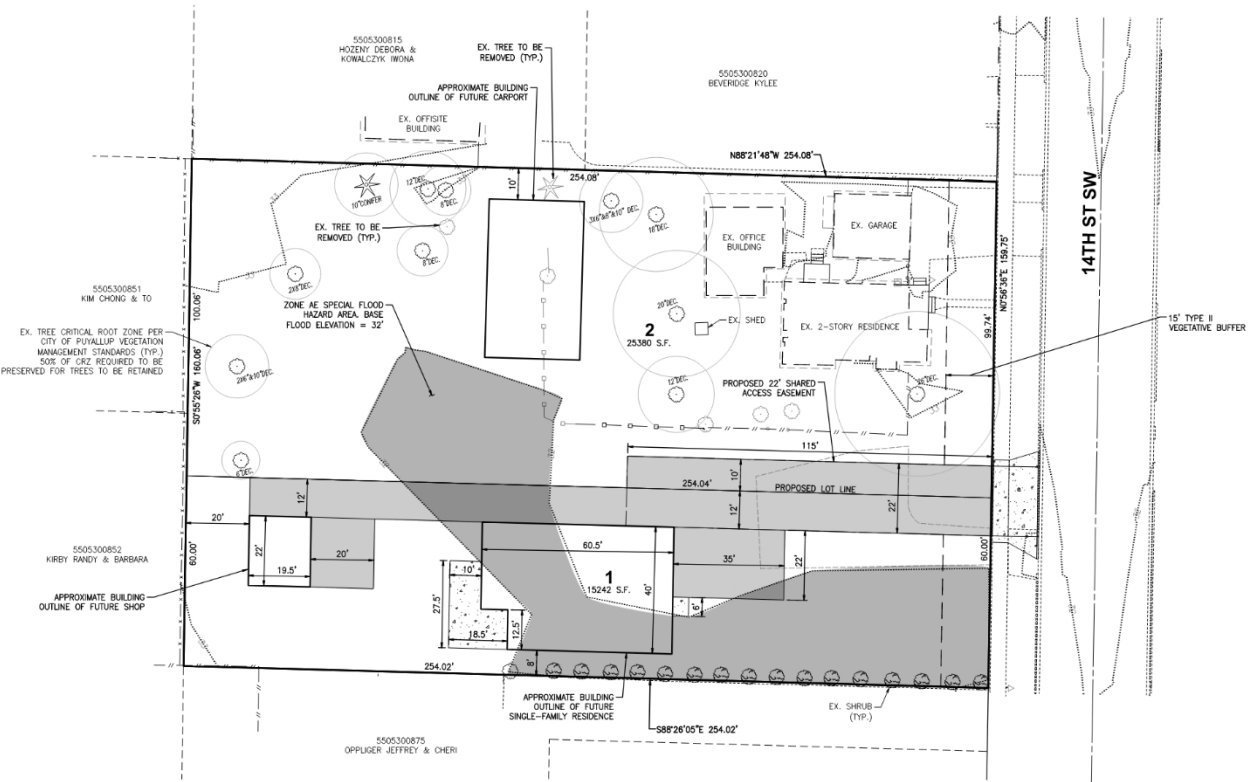 5505300815
HOZENY DEBORA &
KOWALCZYK IWONA
EX. TREE TO BE
REMOVED (TYP.)
5505300820
BEVERIDGE KYLEE
APPROXIMATE BUILDING
OUTLINE OF FUTURE CARPORT
EX. OFFISITE
BUILDING
N88°21'48"W 254.08'
254.08'
10'
10"CONIFER
12"DEC.
8"DEC.
3X6"&8"&10" DEC.
18"DEC.
EX. TREE TO BE
REMOVED (TYP.)
8"DEC.
EX. OFFICE
BUILDING
EX. GARAGE
14TH ST SW
N0°56'36"E 159.75'
5505300851
KIM CHONG & TO
2X8"DEC.
100.06'
S0°55'26"W 160.06'
ZONE AE SPECIAL FLOOD
HAZARD AREA. BASE
FLOOD ELEVATION = 32'
20"DEC.
2
25380 S.F.
EX. SHED
EX. 2-STORY RESIDENCE
99.74'
15' TYPE II
VEGETATIVE BUFFER
EX. TREE CRITICAL ROOT ZONE PER
CITY OF PUYALLUP VEGETATION
MANAGEMENT STANDARDS (TYP.)
50% OF CRZ REQUIRED TO BE
PRESERVED FOR TREES TO BE RETAINED
2X6"&10"DEC.
12"DEC.
PROPOSED 22' SHARED
ACCESS EASEMENT
115'
6"DEC.
254.04'
10'
PROPOSED LOT LINE
12'
12'
22'
20'
60.00'
5505300852
KIRBY RANDY & BARBARA
22'
19.5'
20'
60.5'
35'
22'
60.00'
1
15242 S.F.
40'
6'
APPROXIMATE BUILDING
OUTLINE OF FUTURE SHOP
10'
27.5'
18.5'
12.5'
8'
254.02'
APPROXIMATE BUILDING
OUTLINE OF FUTURE
SINGLE-FAMILY RESIDENCE
S88°26'05"E 254.02'
EX. SHRUB
(TYP.)
5505300875
OPPLIGER JEFFREY & CHERI